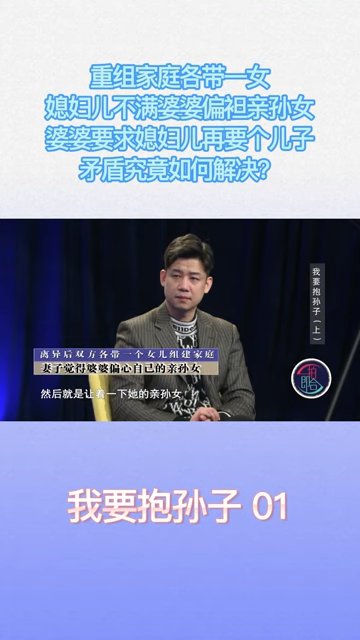 重组家庭各带一女
媳妇儿不满婆婆偏袒亲孙女
婆婆要求媳妇儿再要个儿子
矛盾究竟如何解决?
我要抱孙子(上)
离异后双方各带一个女儿组建家庭
妻子觉得婆婆偏心自己的亲孙女
然后就是让着一下她的亲孙女
我要抱孙子 01